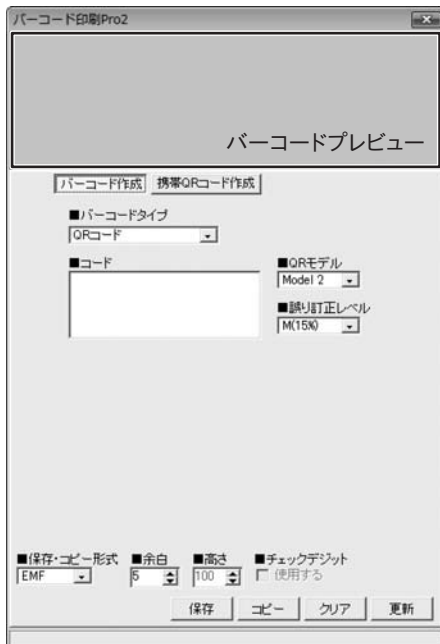 バーコード印刷Pro2
バーコードプレビュー
バーコード作成 携帯QRコード作成
■バーコードタイプ
QRコード
■コード ■QRモデル
Model 2
■誤り訂正レベル
M(15%)
■保存・コピー形式 ■余白 ■高さ ■チェックデジット
EMF 5 100 使用する
保存 コピー クリア 更新